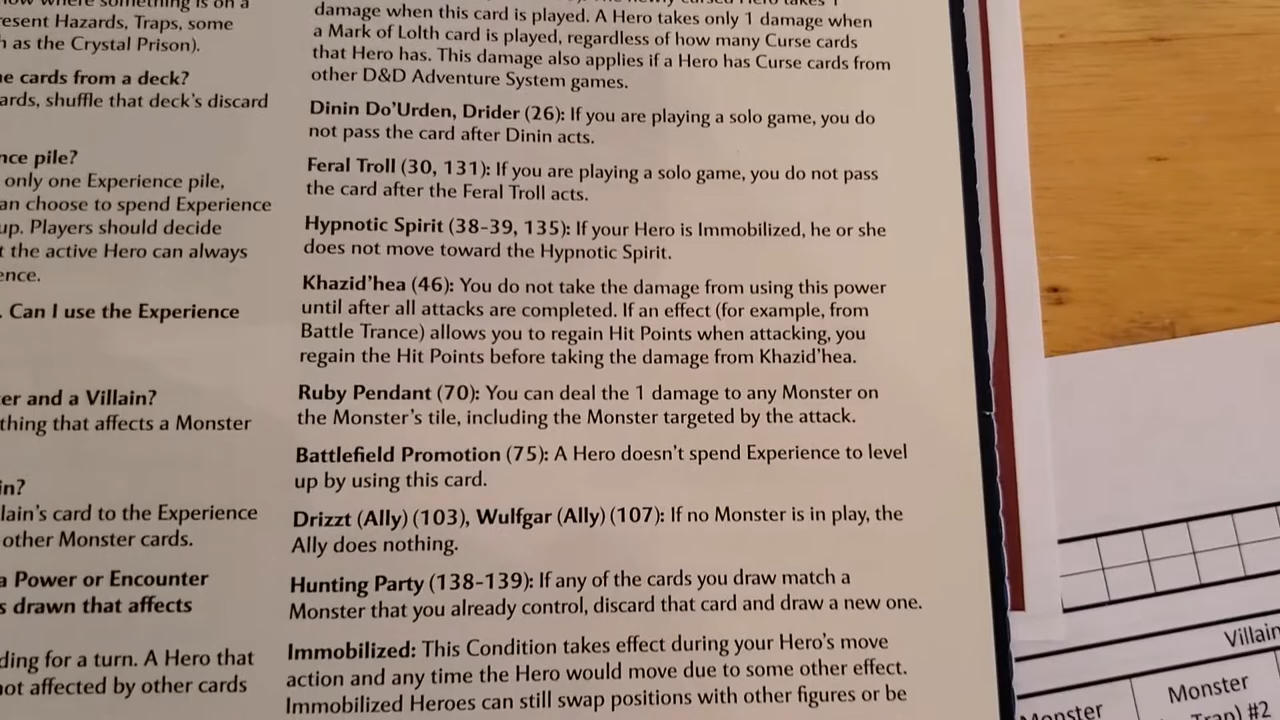 now where something is on a
resent Hazards, Traps, some
h as the Crystal Prison).
e cards from a deck?
ards, shuffle that deck's discard
nce pile?
only one Experience pile,
an choose to spend Experience
up. Players should decide
t the active Hero can always
ence.
. Can I use the Experience
er and a Villain?
thing that affects a Monster
in?
lain's card to the Experience
other Monster cards.
a Power or Encounter
s drawn that affects
ding for a turn. A Hero that
not affected by other cards
damage when this card is played. A Hero takes only 1 damage when
a Mark of Lolth card is played, regardless of how many Curse cards
that Hero has. This damage also applies if a Hero has Curse cards from
other D&D Adventure System games.
Dinin Do'Urden, Drider (26): If you are playing a solo game, you do
not pass the card after Dinin acts.
Feral Troll (30, 131): If you are playing a solo game, you do not pass
the card after the Feral Troll acts.
Hypnotic Spirit (38-39, 135): If your Hero is Immobilized, he or she
does not move toward the Hypnotic Spirit.
Khazid'hea (46): You do not take the damage from using this power
until after all attacks are completed. If an effect (for example, from
Battle Trance) allows you to regain Hit Points when attacking, you
regain the Hit Points before taking the damage from Khazid'hea.
Ruby Pendant (70): You can deal the 1 damage to any Monster on
the Monster's tile, including the Monster targeted by the attack.
Battlefield Promotion (75): A Hero doesn't spend Experience to level
up by using this card.
Drizzt (Ally) (103), Wulfgar (Ally) (107): If no Monster is in play, the
Ally does nothing.
Hunting Party (138-139): If any of the cards you draw match a
Monster that you already control, discard that card and draw a new one.
Immobilized: This Condition takes effect during your Hero's move
action and any time the Hero would move due to some other effect.
Immobilized Heroes can still swap positions with other figures or be
Villain
Monster
Monster
Trap) #2